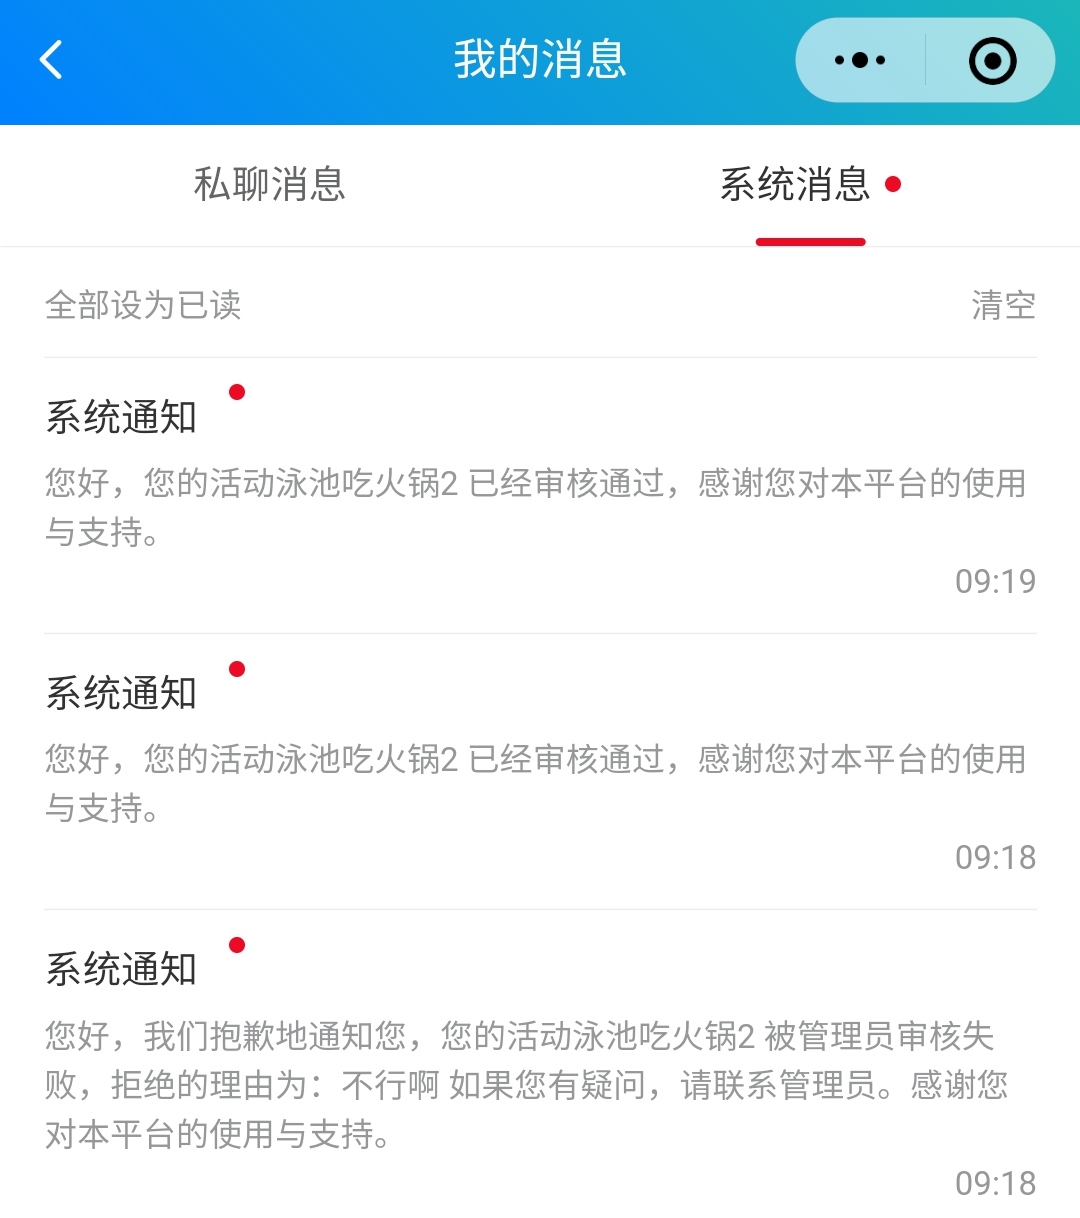 我的消息
私聊消息
系统消息
全部设为已读
清空
系统通知
您好，您的活动泳池吃火锅2 已经审核通过，感谢您对本平台的使用
与支持。
09:19
系统通知
您好，您的活动泳池吃火锅2 已经审核通过，感谢您对本平台的使用
与支持。
09:18
系统通知
您好，我们抱歉地通知您，您的活动泳池吃火锅2 被管理员审核失
败，拒绝的理由为：不行啊 如果您有疑问，请联系管理员。感谢您
对本平台的使用与支持。
09:18